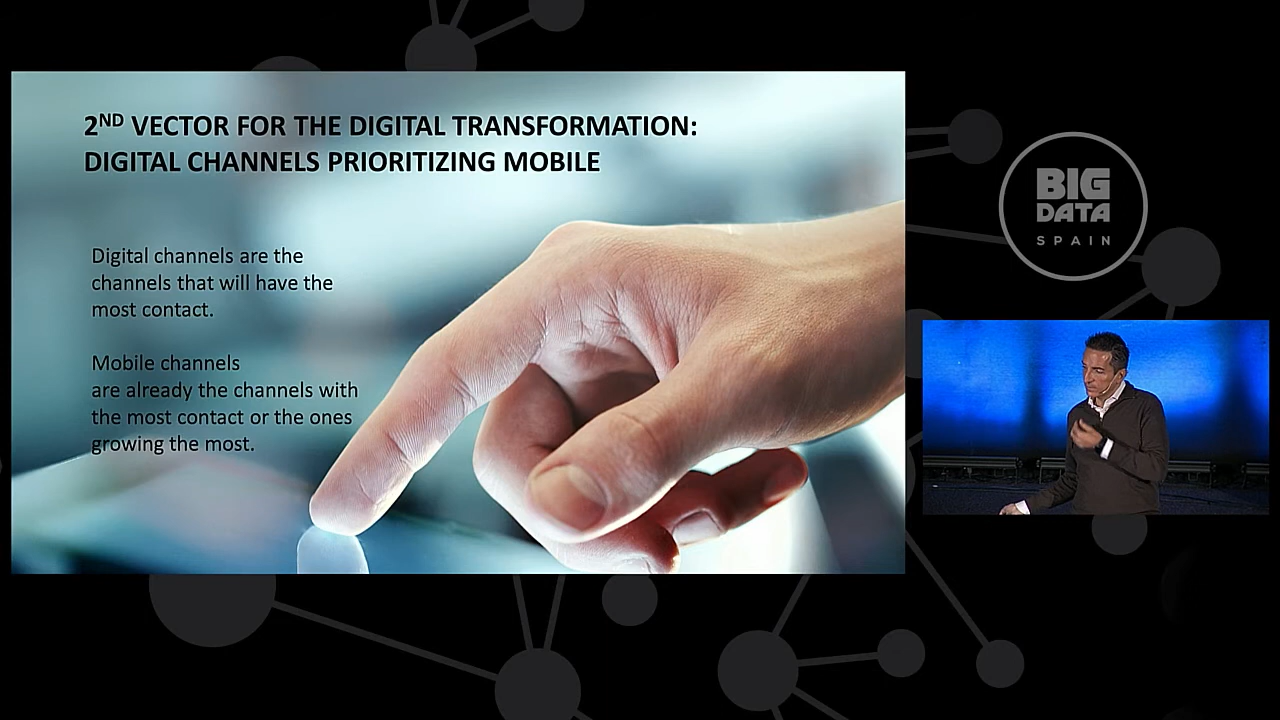 2ND VECTOR FOR THE DIGITAL TRANSFORMATION:
DIGITAL CHANNELS PRIORITIZING MOBILE
Digital channels are the
channels that will have the
most contact.
Mobile channels
are already the channels with
the most contact or the ones
growing the most.
BIG
DATA
SPAIN